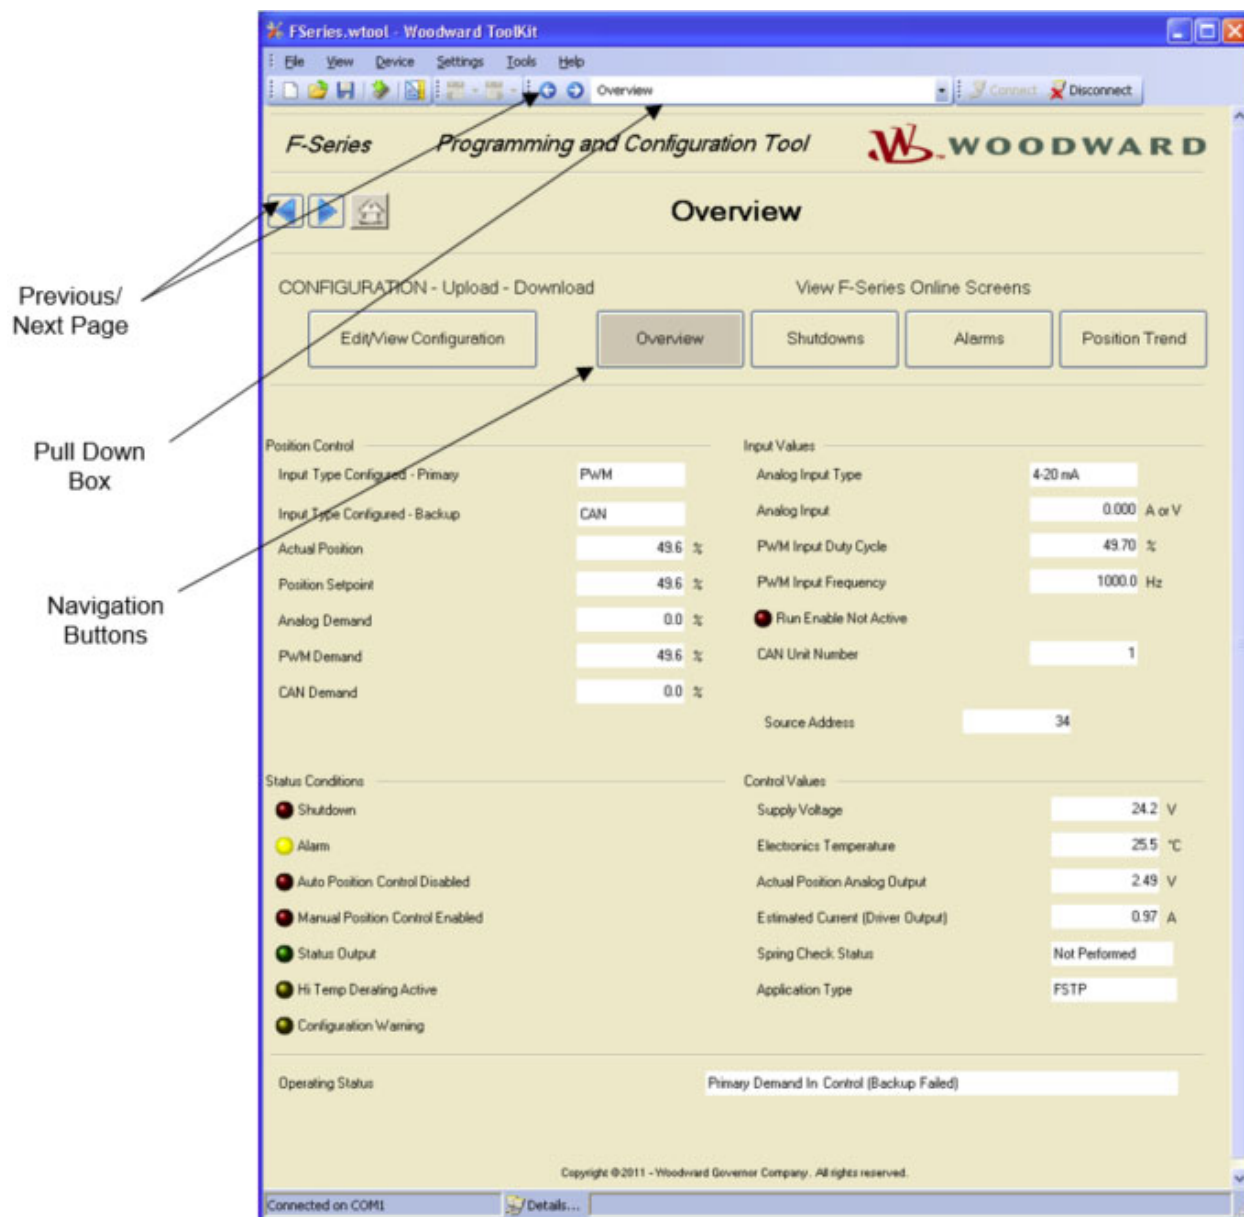 FSeries.wtool - Woodward ToolKit
File View Device Settings Tools Help
Overview Connect Disconnect
F-Series Programming and Configuration Tool WOODWARD
Overview
Previous/
Next Page
CONFIGURATION - Upload - Download View F-Series Online Screens
Edit/View Configuration Overview Shutdowns Alarms Position Trend
Pull Down
Box
Position Control Input Values
Input Type Configured - Primary PWM Analog Input Type 4-20 mA
Input Type Configured - Backup CAN Analog Input 0.000 A or V
Actual Position 49.6 % PWM Input Duty Cycle 49.70 %
Position Setpoint 49.6 % PWM Input Frequency 1000.0 Hz
Navigation
Buttons
Analog Demand 0.0 % Run Enable Not Active
PWM Demand 49.6 % CAN Unit Number 1
CAN Demand 0.0 %
Source Address 34
Status Conditions Control Values
Shutdown Supply Voltage 24.2 V
Alarm Electronics Temperature 25.5 °C
Auto Position Control Disabled Actual Position Analog Output 2.49 V
Manual Position Control Enabled Estimated Current (Driver Output) 0.97 A
Status Output Spring Check Status Not Performed
Hi Temp Derating Active Application Type FSTP
Configuration Warning
Operating Status Primary Demand In Control (Backup Failed)
Copyright ©2011 - Woodward Governor Company. All rights reserved.
Connected on COM1 Details...